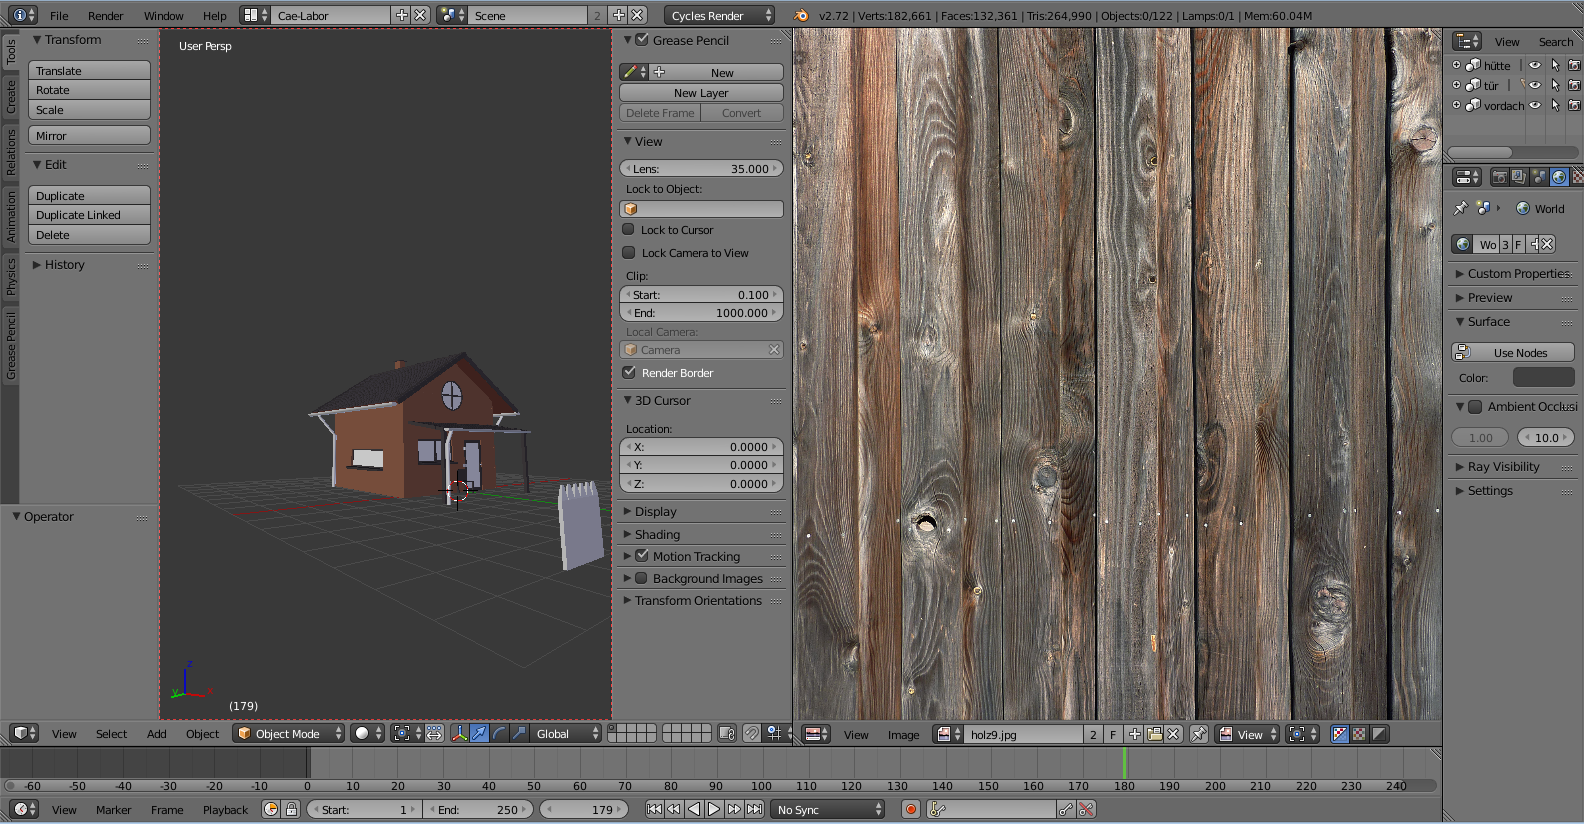 File Render Window Help Cae-Labor Scene 2 Cycles Render v2.72 | Verts:182,661 | Faces:132,361 | Tris:264,990 | Objects:0/122 | Lamps:0/1 | Mem:60.04M
Tools
Create
Relations
Animation
Physics
Grease Pencil
Transform
Translate
Rotate
Scale
Mirror
Edit
Duplicate
Duplicate Linked
Delete
History
Operator
User Persp
(179)
z
y
x
Grease Pencil
New
New Layer
Delete Frame Convert
View
Lens: 35.000
Lock to Object:
Lock to Cursor
Lock Camera to View
Clip:
Start: 0.100
End: 1000.000
Local Camera:
Camera
Render Border
3D Cursor
Location:
X: 0.0000
Y: 0.0000
Z: 0.0000
Display
Shading
Motion Tracking
Background Images
Transform Orientations
View Search
hütte
tür
vordach
World
Wo 3 F
Custom Properties
Preview
Surface
Use Nodes
Color:
Ambient Occlusi
1.00 10.0
Ray Visibility
Settings
View Select Add Object Object Mode Global
View Image holz9.jpg 2 F View
-60 -50 -40 -30 -20 -10 0 10 20 30 40 50 60 70 80 90 100 110 120 130 140 150 160 170 180 190 200 210 220 230 240
View Marker Frame Playback Start: 1 End: 250 179 No Sync